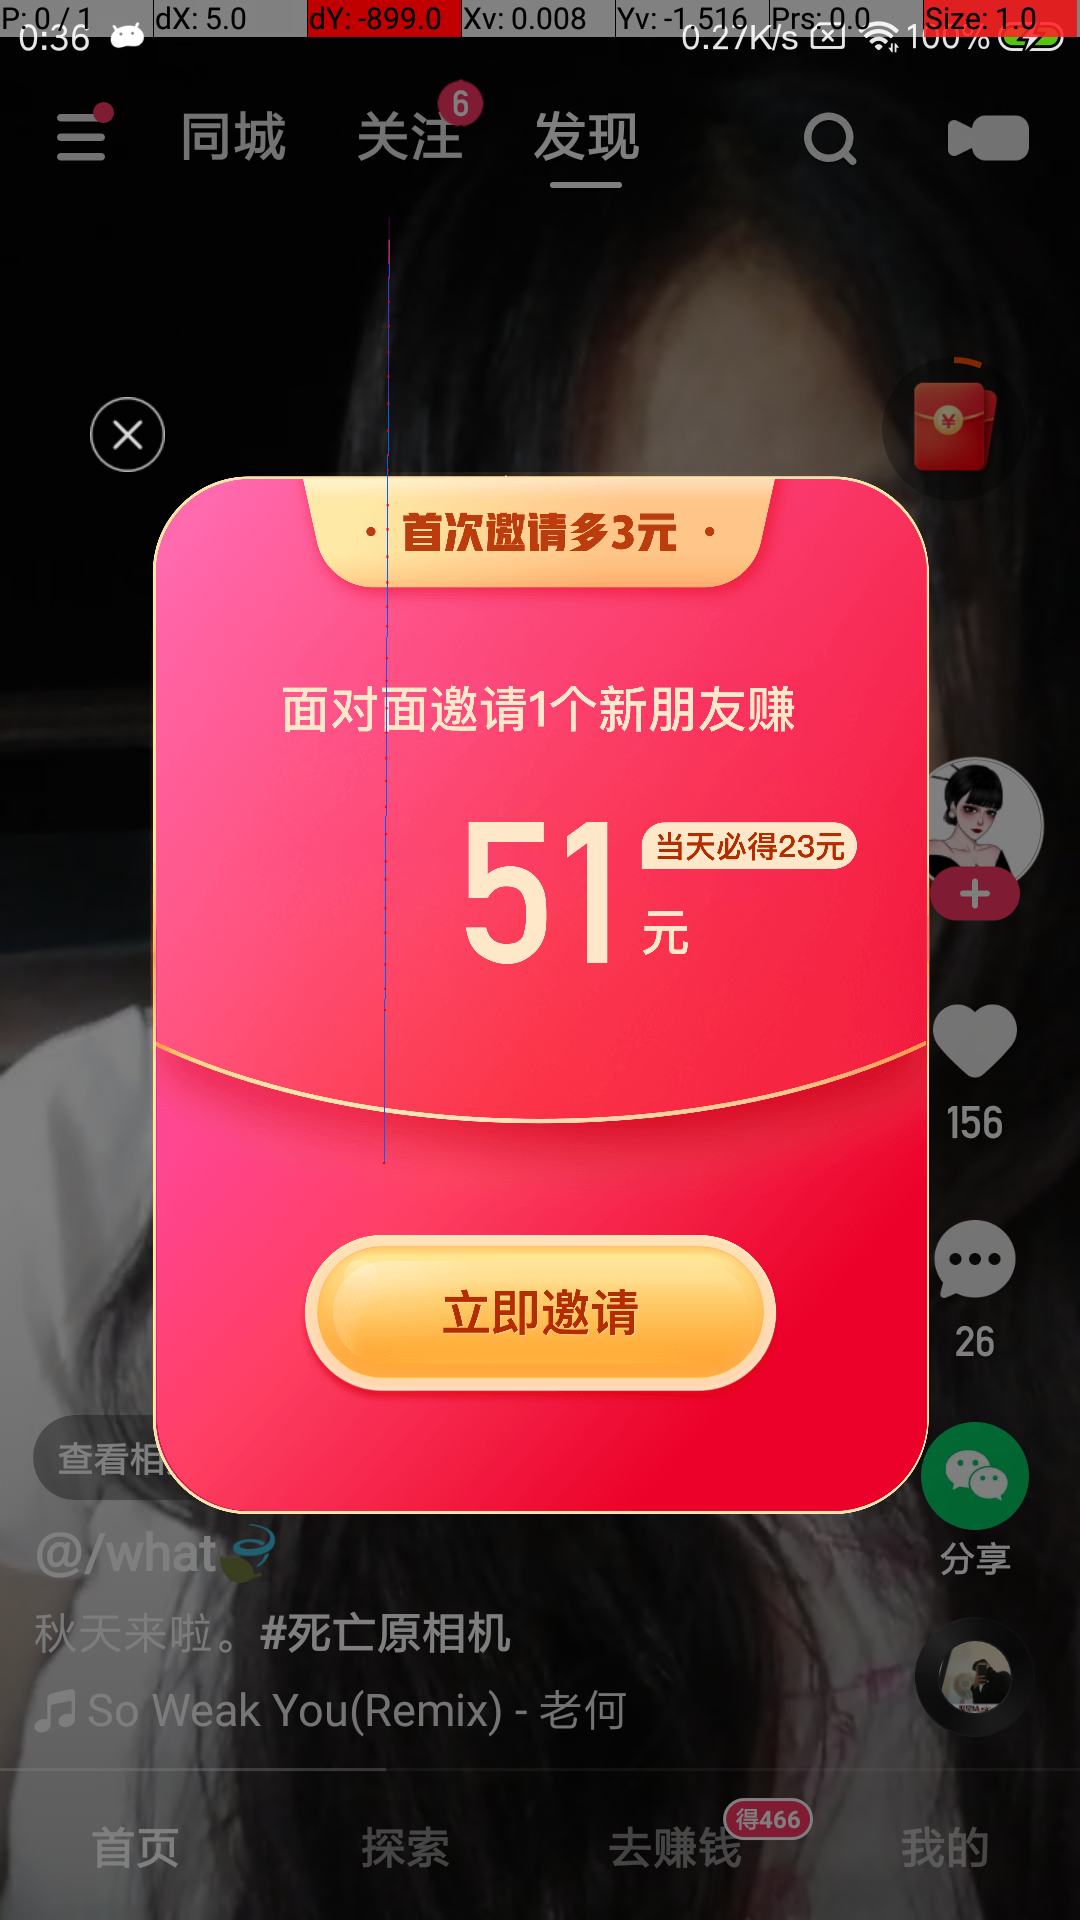 P: 0 / 1 dX: 5.0 dY: -899.0 Xv: 0.008 Yv: -1.516 Prs: 0.0 Size: 1.0
0:36 0.27K/s 100%
同城 关注 6 发现
首次邀请多3元
面对面邀请1个新朋友赚
51 元 当天必得23元
156
立即邀请
26
查看相
分享
@/what
秋天来啦。#死亡原相机
So Weak You(Remix) - 老何
首页 探索 去赚钱 得466 我的